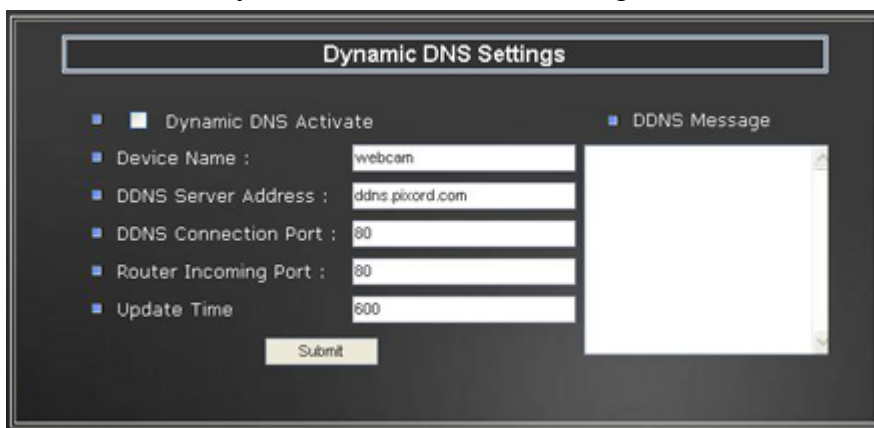 Dynamic DNS Settings
Dynamic DNS Activate
DDNS Message
Device Name : webcam
DDNS Server Address : ddns.pixord.com
DDNS Connection Port : 80
Router Incoming Port : 80
Update Time 600
Submit